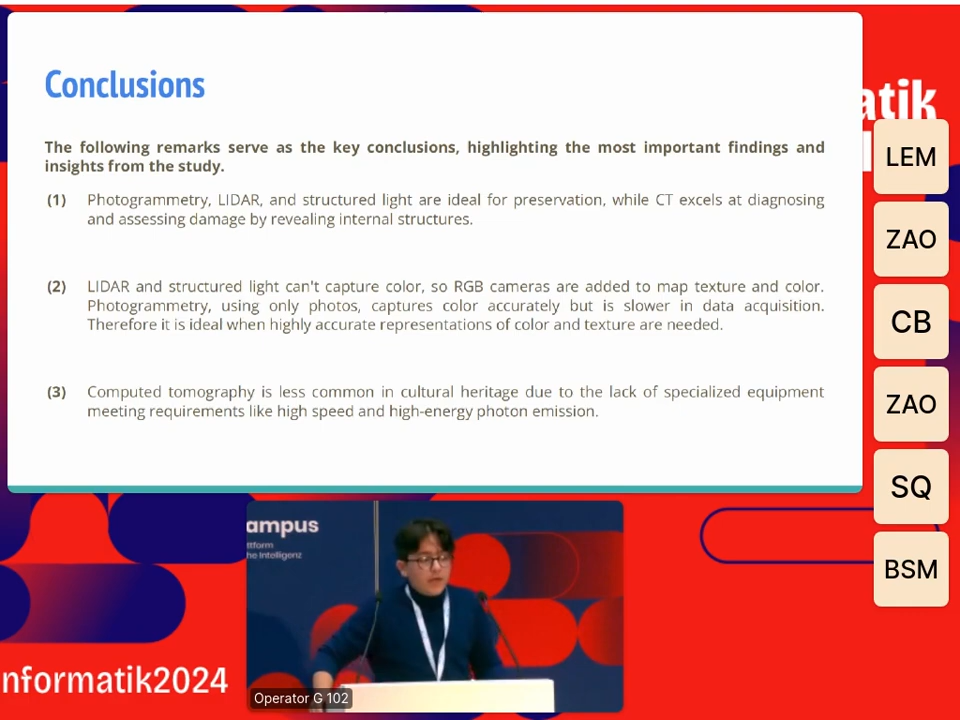 Conclusions
The following remarks serve as the key conclusions, highlighting the most important findings and
insights from the study.
(1) Photogrammetry, LIDAR, and structured light are ideal for preservation, while CT excels at diagnosing
and assessing damage by revealing internal structures.
(2) LIDAR and structured light can't capture color, so RGB cameras are added to map texture and color.
Photogrammetry, using only photos, captures color accurately but is slower in data acquisition.
Therefore it is ideal when highly accurate representations of color and texture are needed.
(3) Computed tomography is less common in cultural heritage due to the lack of specialized equipment
meeting requirements like high speed and high-energy photon emission.
atik
LEM
ZAO
CB
ZAO
SQ
BSM
ampus
ttform
he Intelligenz
nformatik2024
Operator G 102